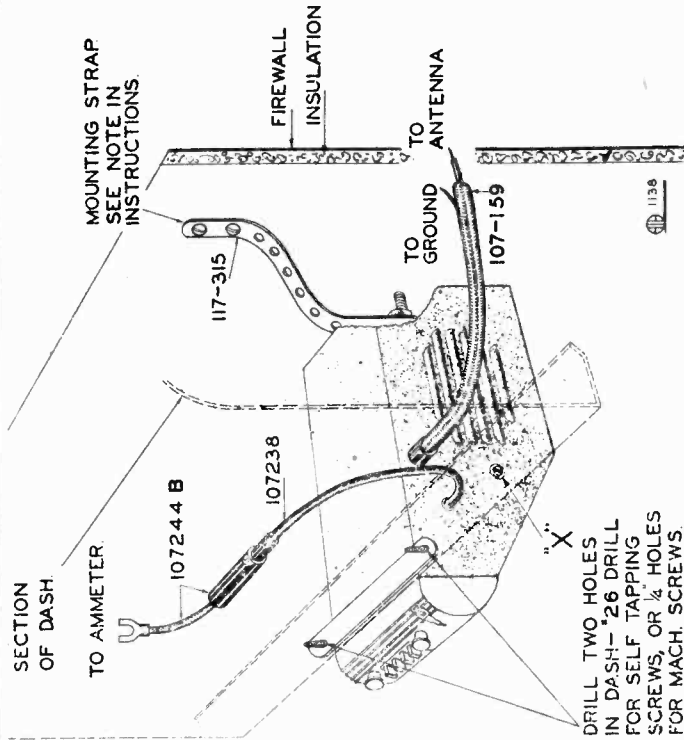 SECTION
OF DASH.
TO AMMETER.
107244 B
107238
MOUNTING STRAP
SEE NOTE IN
INSTRUCTIONS.
117-315
FIREWALL
INSULATION
TO
GROUND
TO
ANTENNA
107-159
"X"
DRILL TWO HOLES
IN DASH-#26 DRILL
FOR SELF TAPPING
SCREWS, OR ¼" HOLES
FOR MACH. SCREWS.
1138